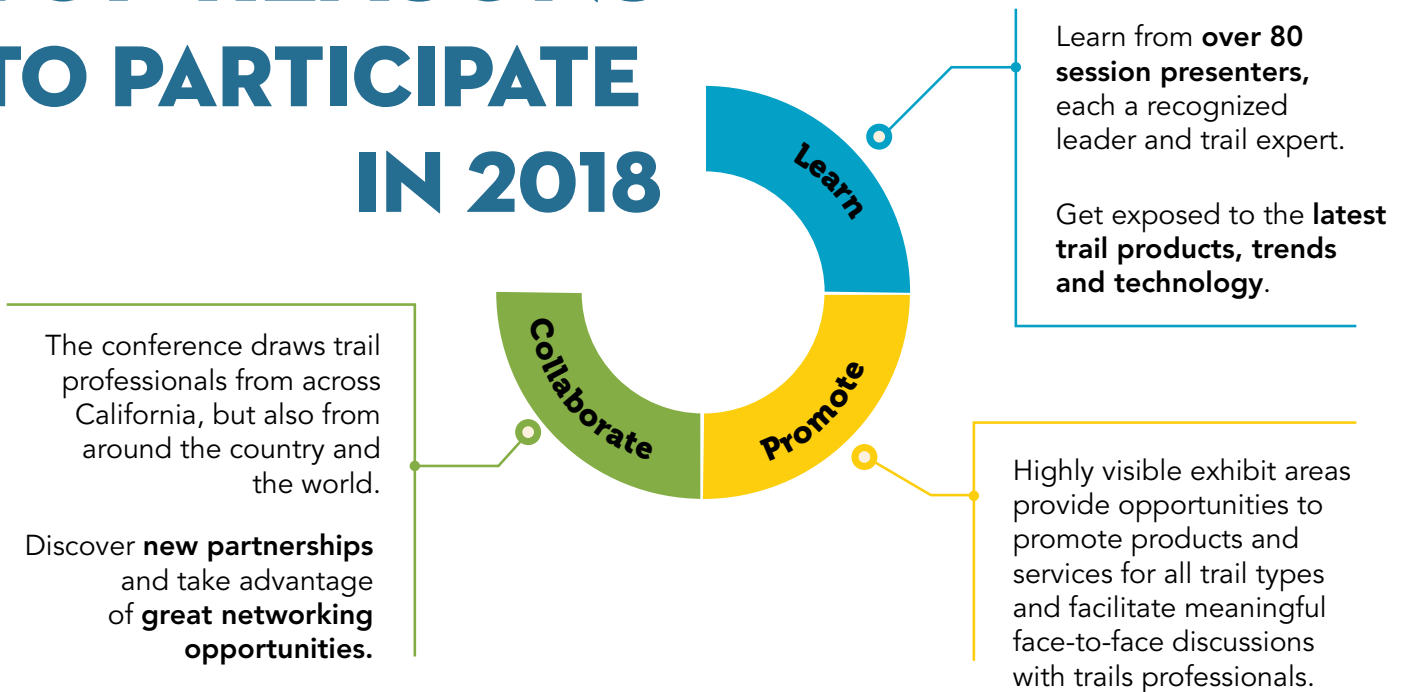 TO PARTICIPATE
IN 2018
Learn
Learn from over 80
session presenters,
each a recognized
leader and trail expert.
Get exposed to the latest
trail products, trends
and technology.
Promote
Highly visible exhibit areas
provide opportunities to
promote products and
services for all trail types
and facilitate meaningful
face-to-face discussions
with trails professionals.
Collaborate
The conference draws trail
professionals from across
California, but also from
around the country and
the world.
Discover new partnerships
and take advantage
of great networking
opportunities.